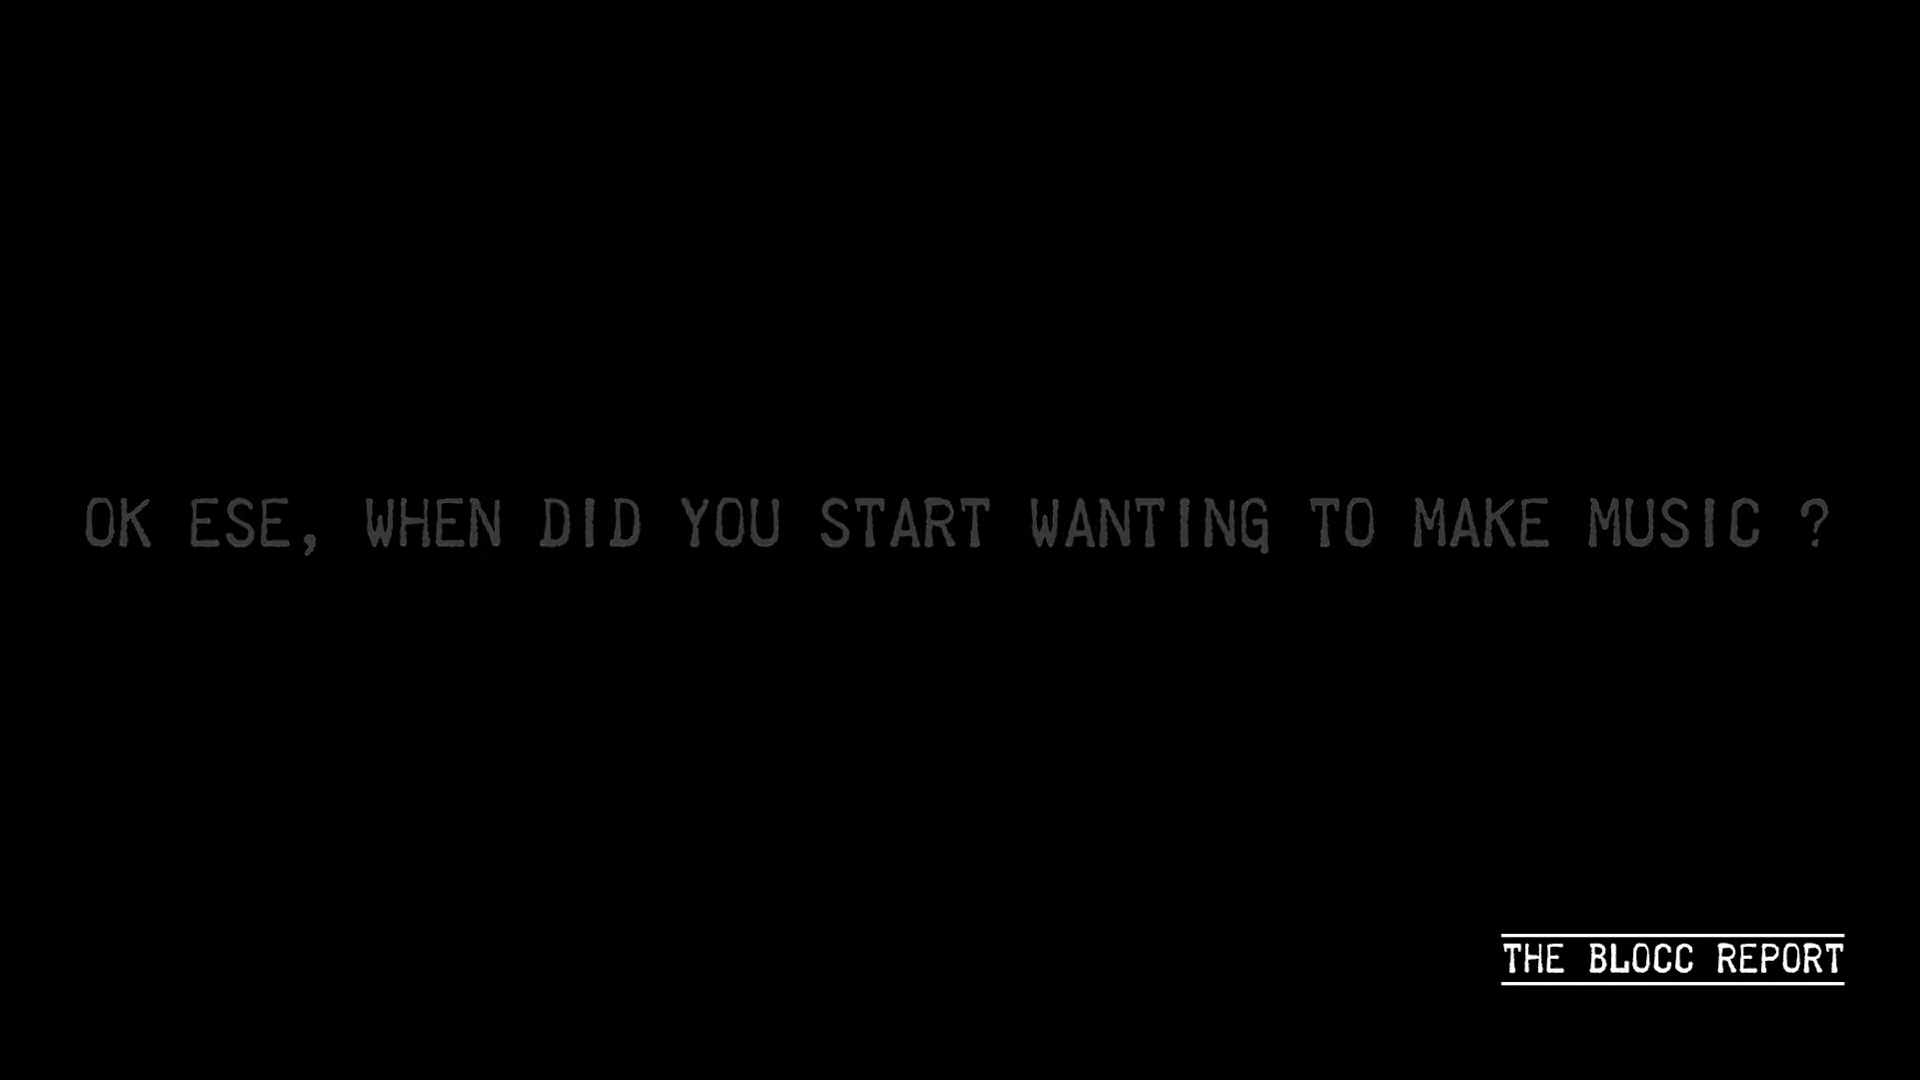 OK ESE, WHEN DID YOU START WANTING TO MAKE MUSIC ?
THE BLOCC REPORT